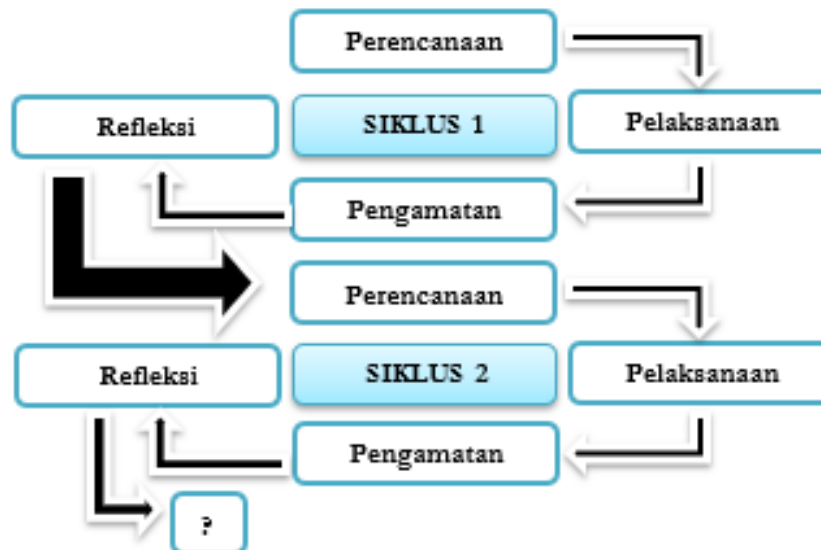 Perencanaan
Refleksi
SIKLUS 1
Pelaksanaan
Pengamatan
Perencanaan
Refleksi
SIKLUS 2
Pelaksanaan
Pengamatan
?